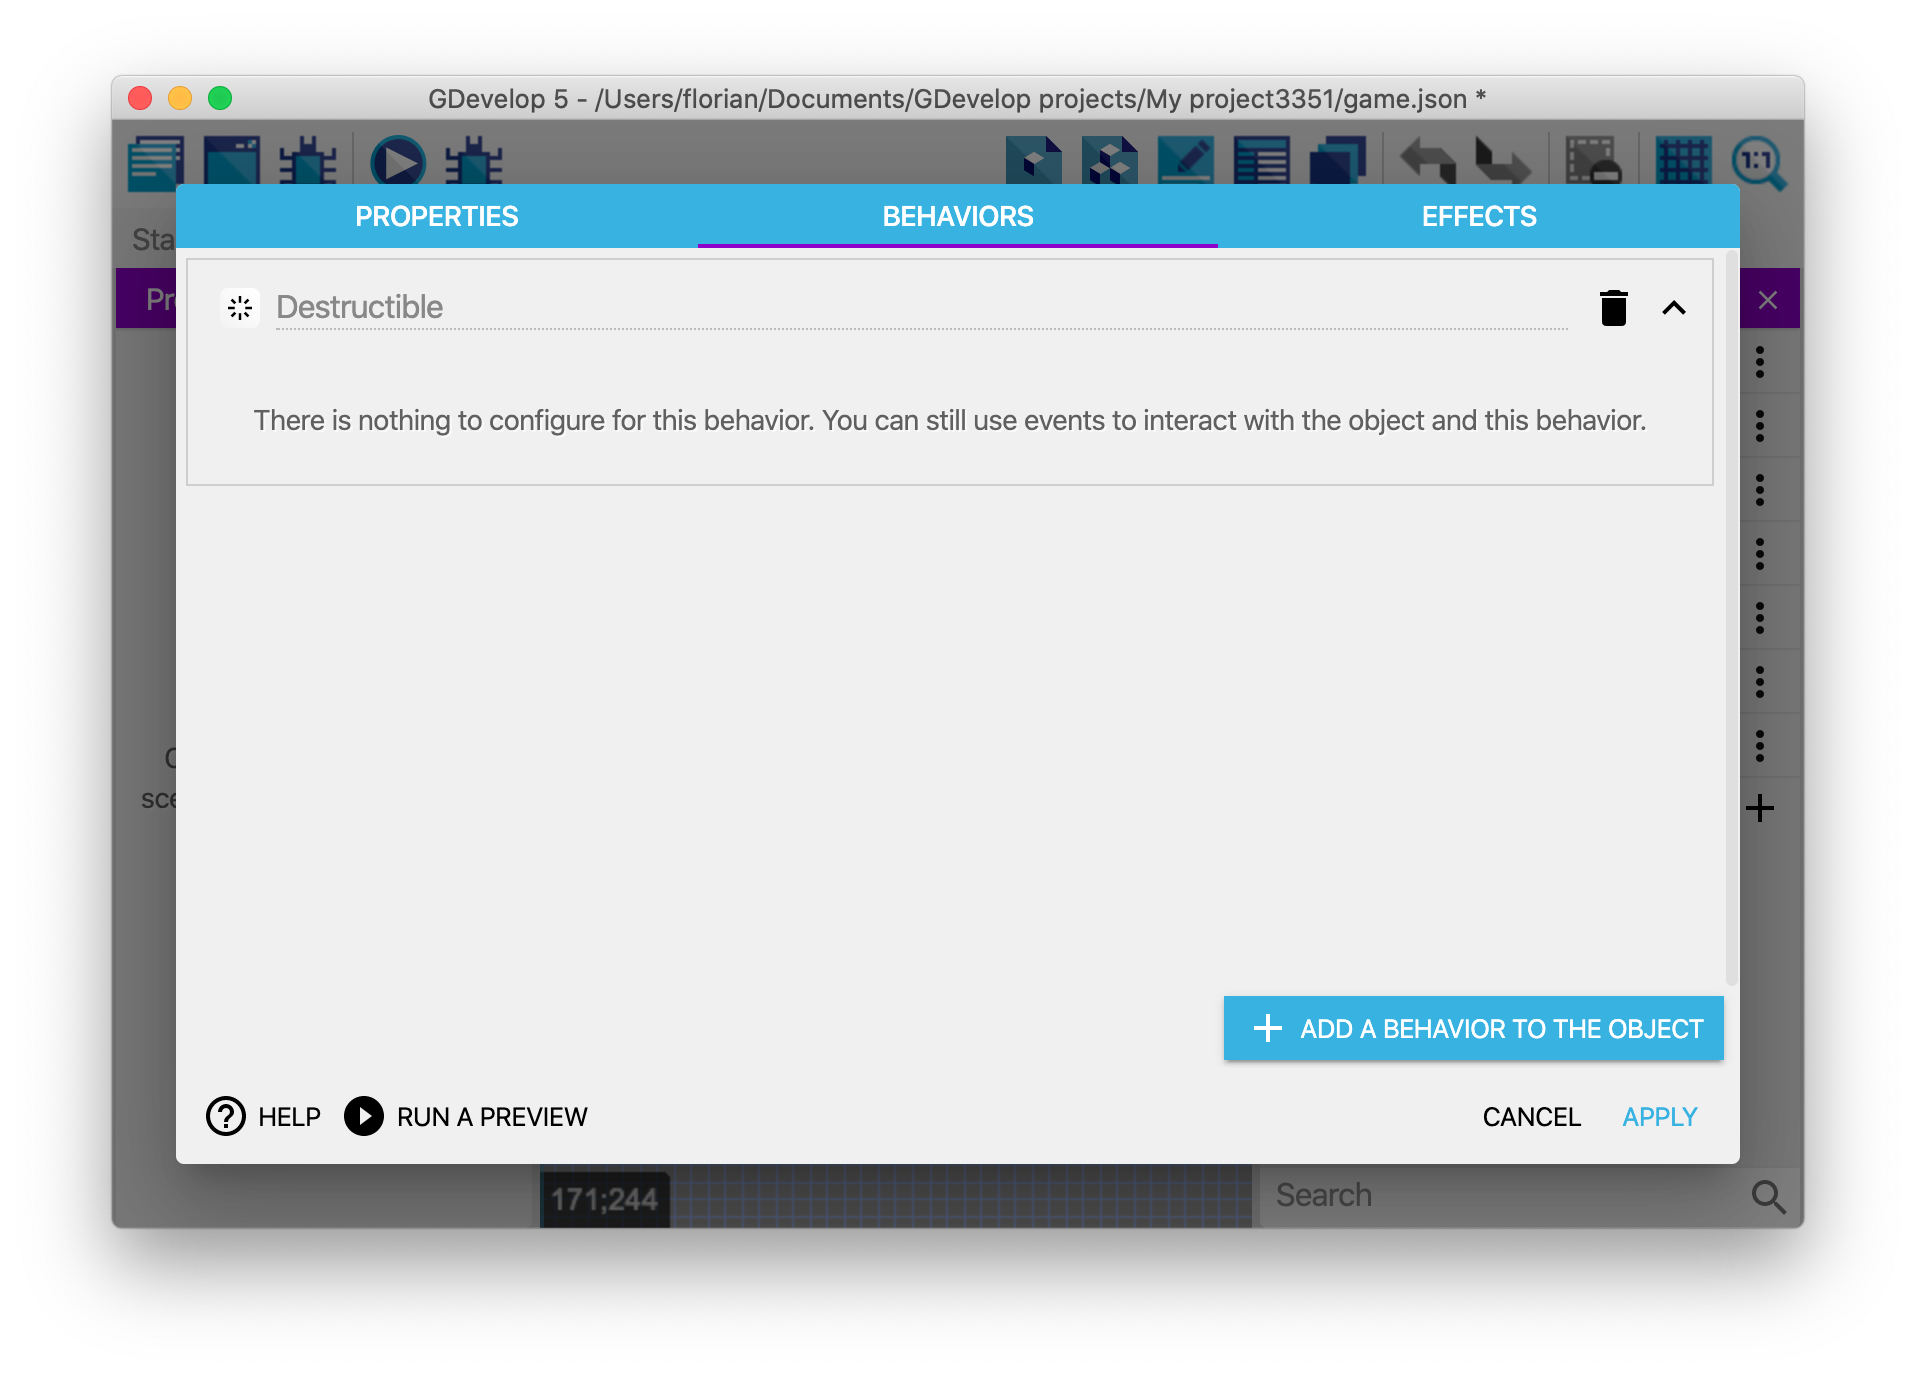 GDevelop 5 - /Users/florian/Documents/GDevelop projects/My project3351/game.json *
1:1
Sta
PROPERTIES
BEHAVIORS
EFFECTS
Pr
Destructible
There is nothing to configure for this behavior. You can still use events to interact with the object and this behavior.
sce
ADD A BEHAVIOR TO THE OBJECT
HELP
RUN A PREVIEW
CANCEL
APPLY
171;244
Search